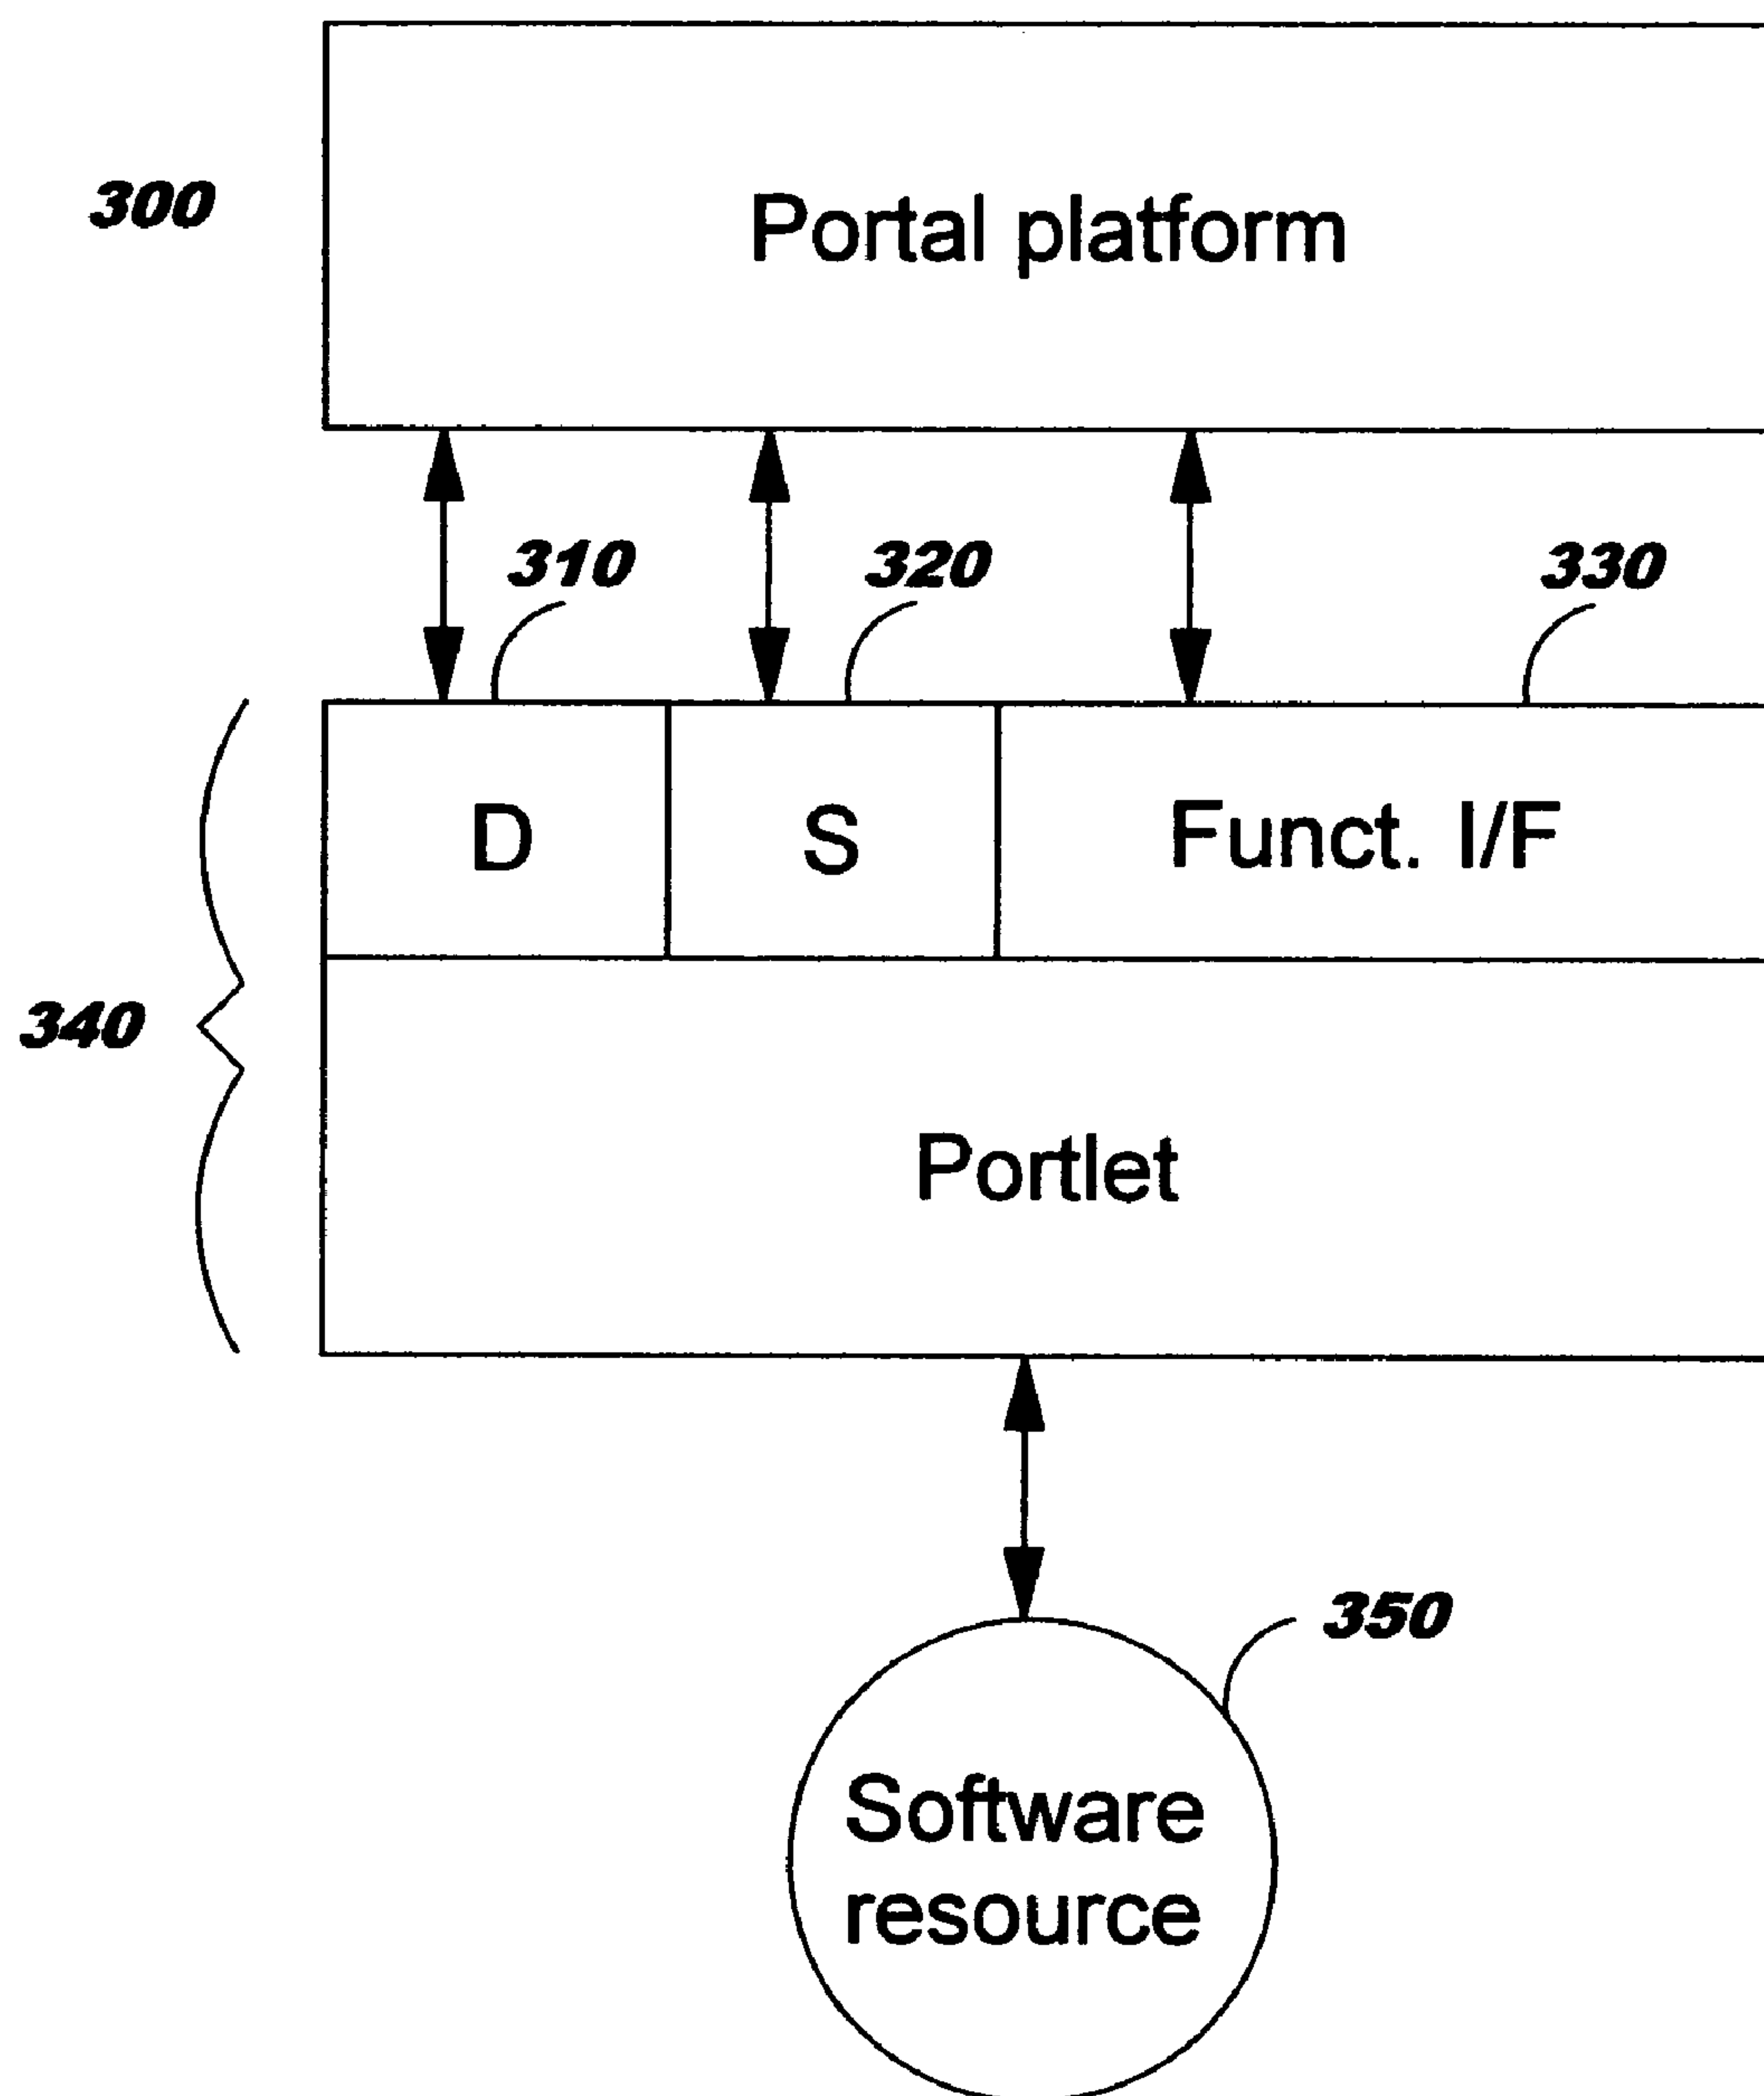 300
Portal platform
310
320
330
D
S
Funct. I/F
340
Portlet
350
Software
resource